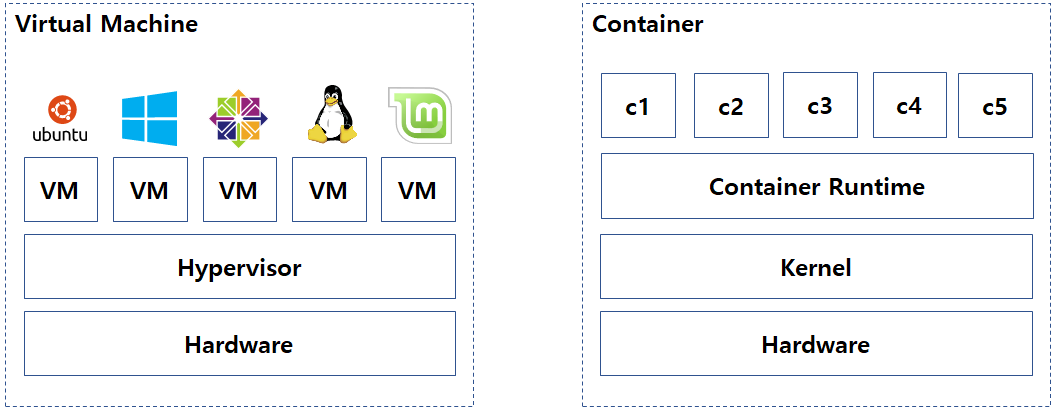 Virtual Machine
ubuntu
VM VM VM VM VM
Hypervisor
Hardware
Container
c1 c2 c3 c4 c5
Container Runtime
Kernel
Hardware